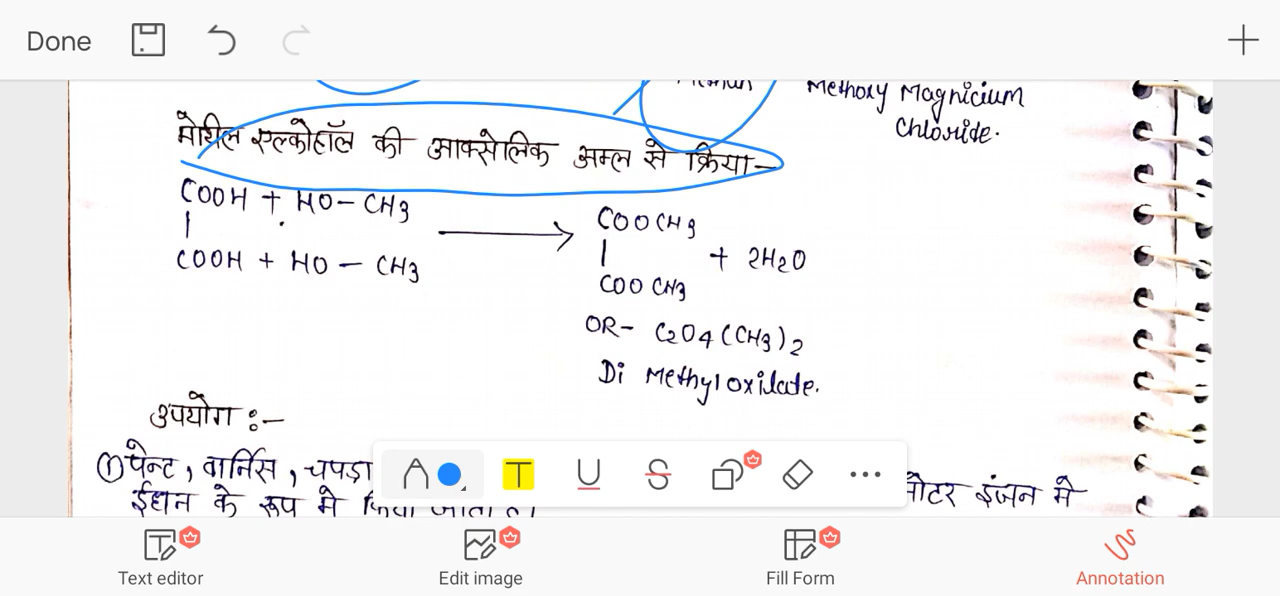 Done
Methoxy Magnicium
Chloride.
मेथिल एल्कोहॉल की आक्सेलिक अम्ल से क्रिया-
COOH + HO- CH3
COOH + HO - CH3
COOCH3
+ 2H2O
COO CH3
OR- C2O4 (CH3)2
Di Methyl oxilate.
उपयोग :-
① पेन्ट, वार्निस, चपड़ा
मोटर इंजन मे
ईधन के रूप मे किया जाता है।
Text editor
Edit image
Fill Form
Annotation